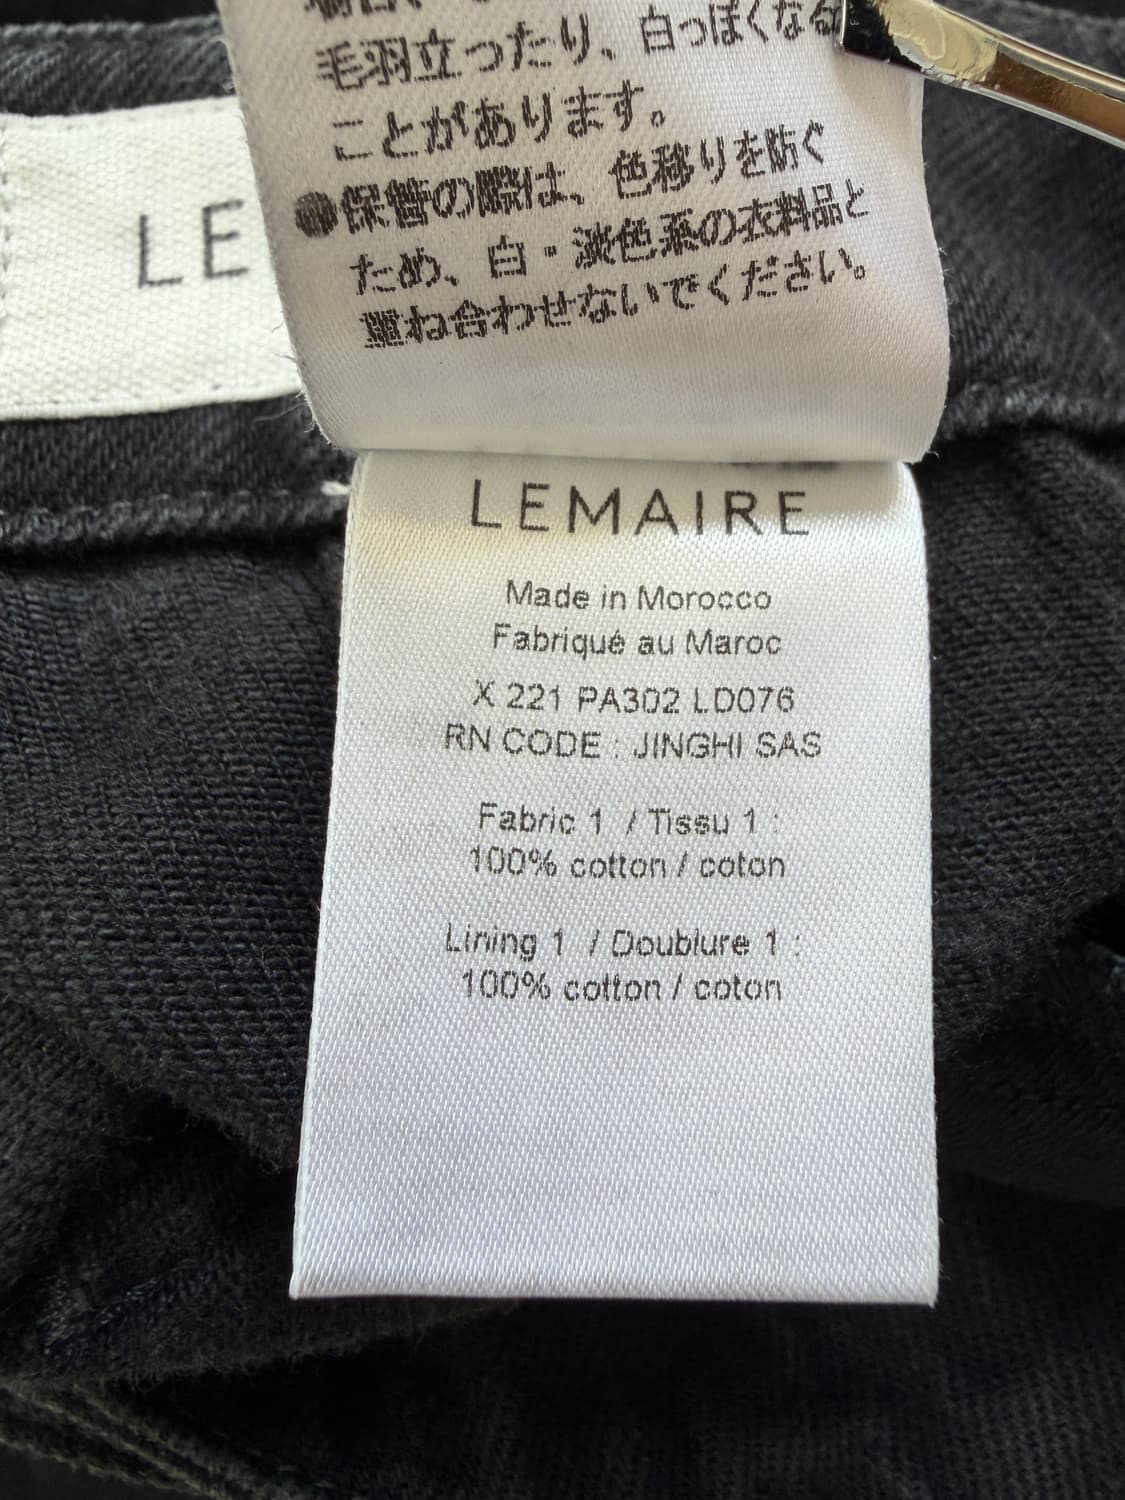 毛羽立ったり、白っぽくなる
ことがあります。
●保管の際は、色移りを防ぐ
ため、白・淡色系の衣料品と
重ね合わせないでください。
LE
LEMAIRE
Made in Morocco
Fabriqué au Maroc
X 221 PA302 LD076
RN CODE : JINGHI SAS
Fabric 1 / Tissu 1 :
100% cotton / coton
Lining 1 / Doublure 1 :
100% cotton / coton